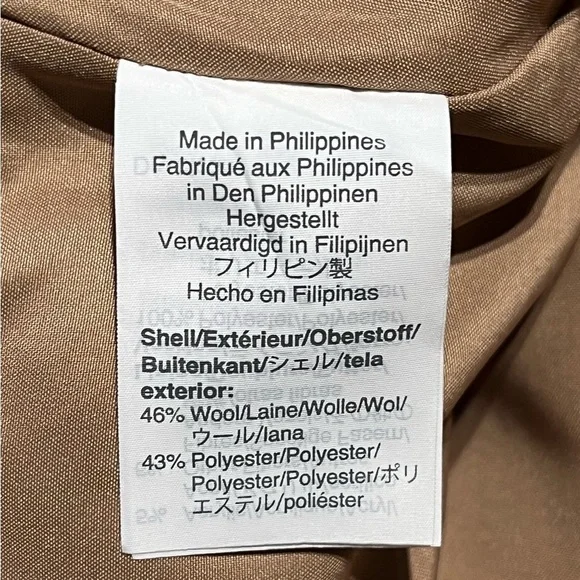 Made in Philippines
Fabriqué aux Philippines
in Den Philippinen
Hergestellt
Vervaardigd in Filipijnen
フィリピン製
Hecho en Filipinas
Shell/Extérieur/Oberstoff/
Buitenkant/シェル/tela
exterior:
46% Wool/Laine/Wolle/Wol/
ウール/lana
43% Polyester/Polyester/
Polyester/Polyester/ポリ
エステル/poliéster